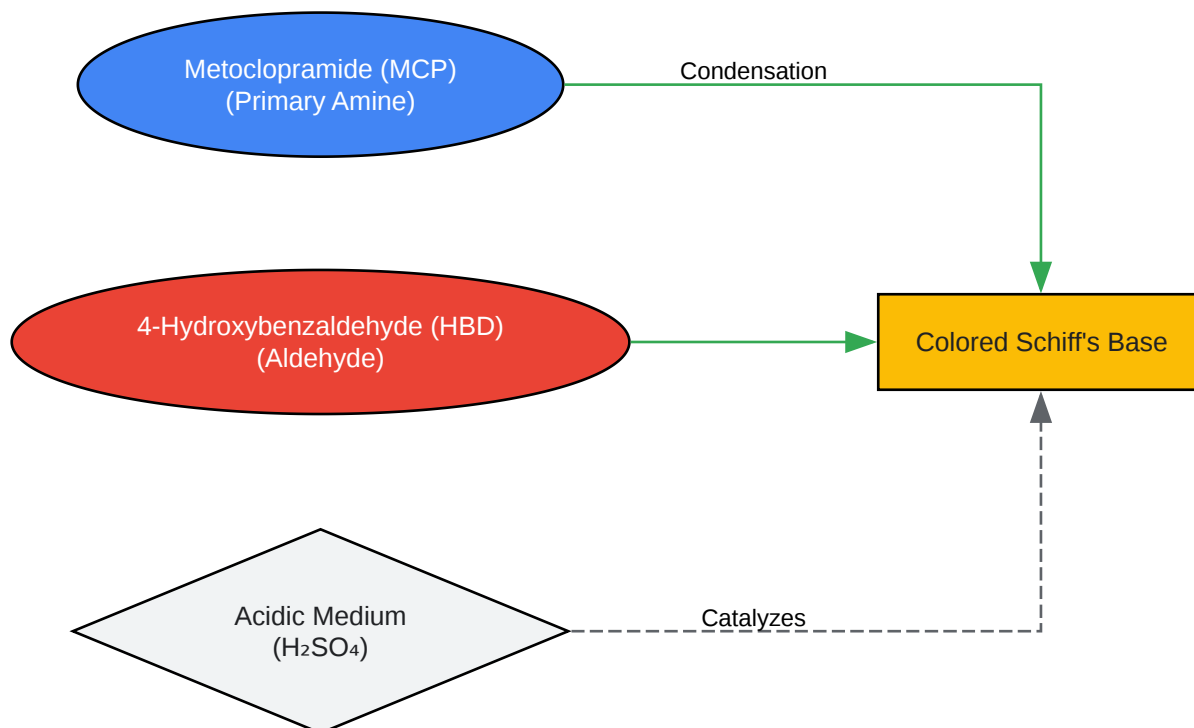 Metoclopramide (MCP)
(Primary Amine)
Condensation
4-Hydroxybenzaldehyde (HBD)
(Aldehyde)
Colored Schiff's Base
Acidic Medium
(H₂SO₄)
Catalyzes